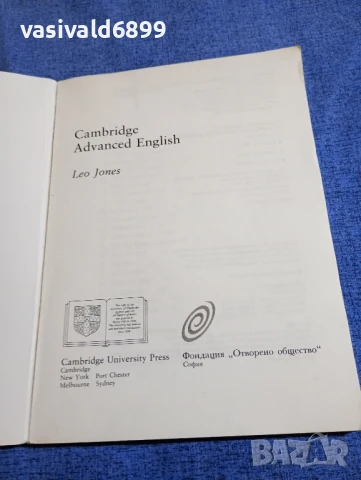 vasivald6899
Cambridge
Advanced English
Leo Jones
Cambridge University Press
Cambridge
New York Port Chester
Melbourne Sydney
Фондация „Отворено общество“
София
BAZAR